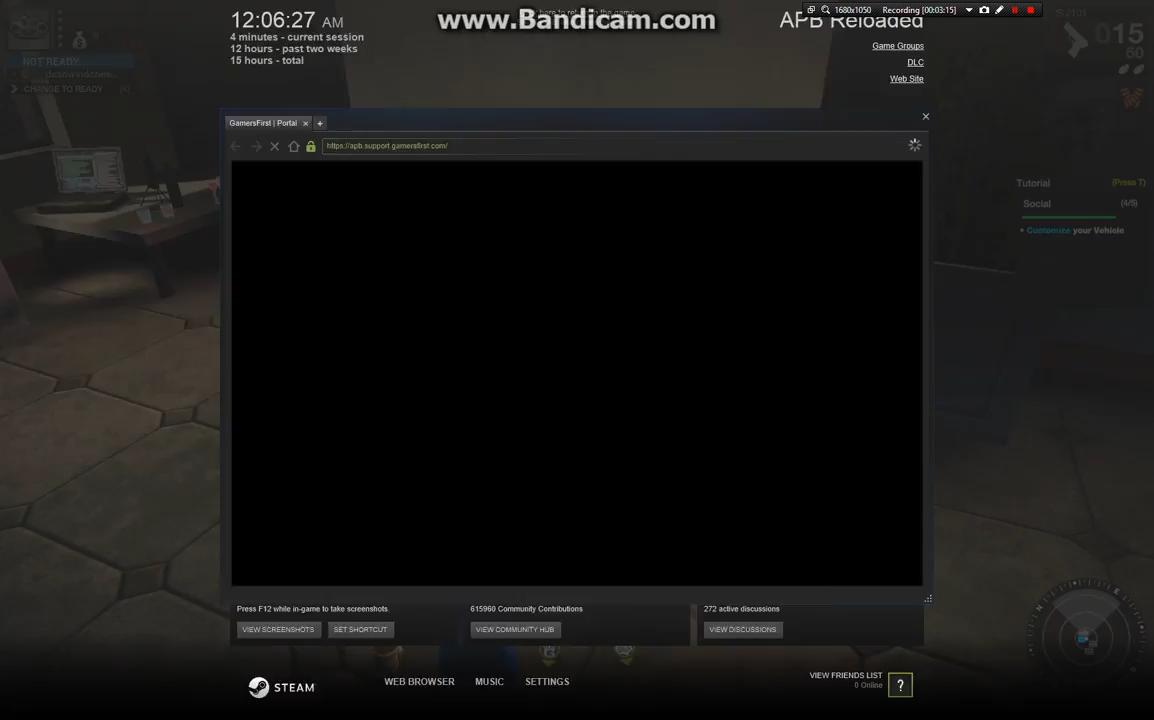 12:06:27 AM
4 minutes - current session
12 hours - past two weeks
15 hours - total
www.Bandicam.com
APB Reloaded
1680x1050
Recording [00:03:15]
Game Groups
DLC
Web Site
015
60
NOT READY
CHANGE TO READY
GamersFirst | Portal
https://apb.support.gamersfirst.com/
Tutorial (Press T)
Social (4/5)
Customize your Vehicle
Press F12 while in-game to take screenshots.
VIEW SCREENSHOTS
SET SHORTCUT
615960 Community Contributions
VIEW COMMUNITY HUB
272 active discussions
VIEW DISCUSSIONS
STEAM
WEB BROWSER
MUSIC
SETTINGS
VIEW FRIENDS LIST
0 Online
?